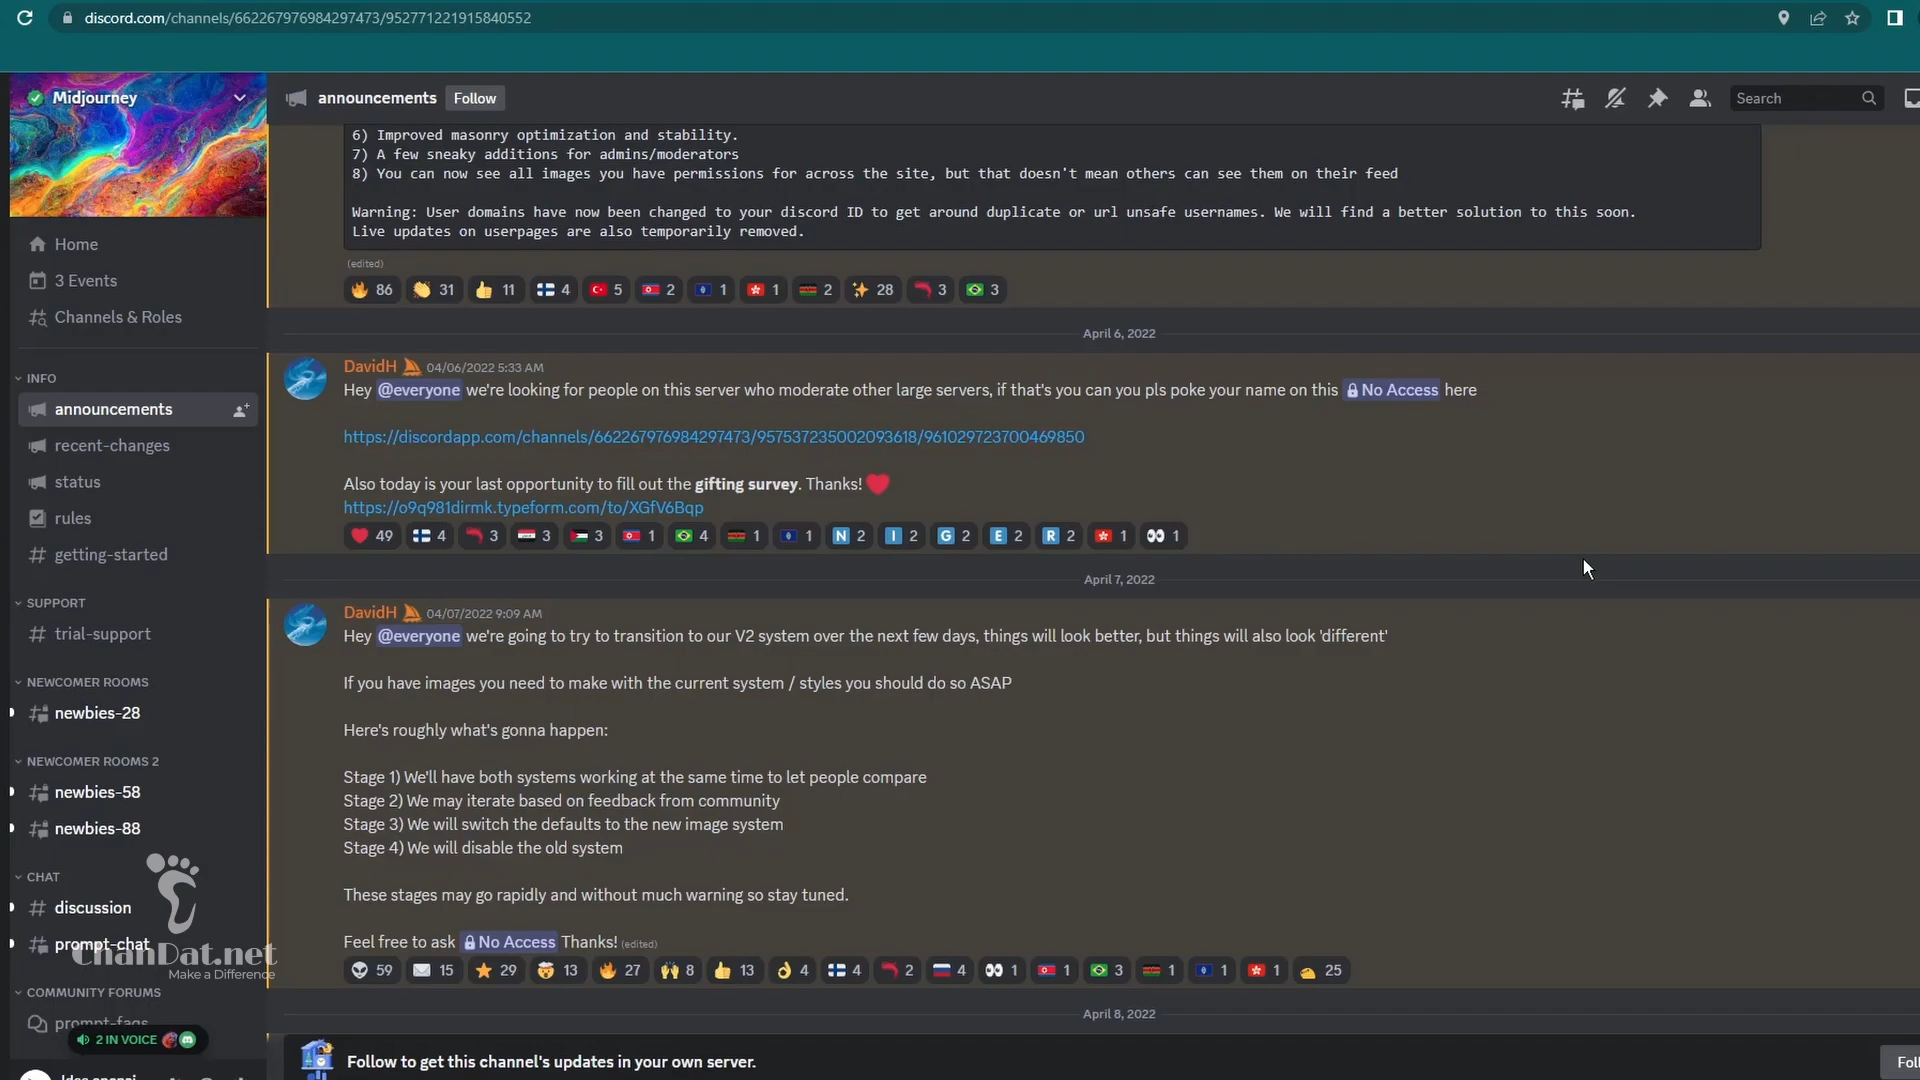 discord.com/channels/662267976984297473/952771221915840552
Midjourney
announcements
Follow
Search
6) Improved masonry optimization and stability.
7) A few sneaky additions for admins/moderators
8) You can now see all images you have permissions for across the site, but that doesn't mean others can see them on their feed
Warning: User domains have now been changed to your discord ID to get around duplicate or url unsafe usernames. We will find a better solution to this soon.
Live updates on userpages are also temporarily removed.
(edited)
86 31 11 4 5 2 1 1 2 28 3 3
Home
3 Events
Channels & Roles
INFO
announcements
recent-changes
status
rules
getting-started
SUPPORT
trial-support
NEWCOMER ROOMS
newbies-28
NEWCOMER ROOMS 2
newbies-58
newbies-88
CHAT
discussion
prompt-chat
COMMUNITY FORUMS
prompt-faqs
2 IN VOICE
April 6, 2022
DavidH 04/06/2022 5:33 AM
Hey @everyone we're looking for people on this server who moderate other large servers, if that's you can you pls poke your name on this No Access here
https://discordapp.com/channels/662267976984297473/957537235002093618/961029723700469850
Also today is your last opportunity to fill out the gifting survey. Thanks!
https://o9q981dirmk.typeform.com/to/XGfV6Bqp
49 4 3 3 3 1 4 1 1 N 2 I 2 G 2 E 2 R 2 1 1
April 7, 2022
DavidH 04/07/2022 9:09 AM
Hey @everyone we're going to try to transition to our V2 system over the next few days, things will look better, but things will also look 'different'
If you have images you need to make with the current system / styles you should do so ASAP
Here's roughly what's gonna happen:
Stage 1) We'll have both systems working at the same time to let people compare
Stage 2) We may iterate based on feedback from community
Stage 3) We will switch the defaults to the new image system
Stage 4) We will disable the old system
These stages may go rapidly and without much warning so stay tuned.
Feel free to ask No Access Thanks! (edited)
59 15 29 13 27 8 13 4 4 2 4 1 1 3 1 1 1 25
April 8, 2022
Follow to get this channel's updates in your own server.
ChanDat.net
Make a Difference